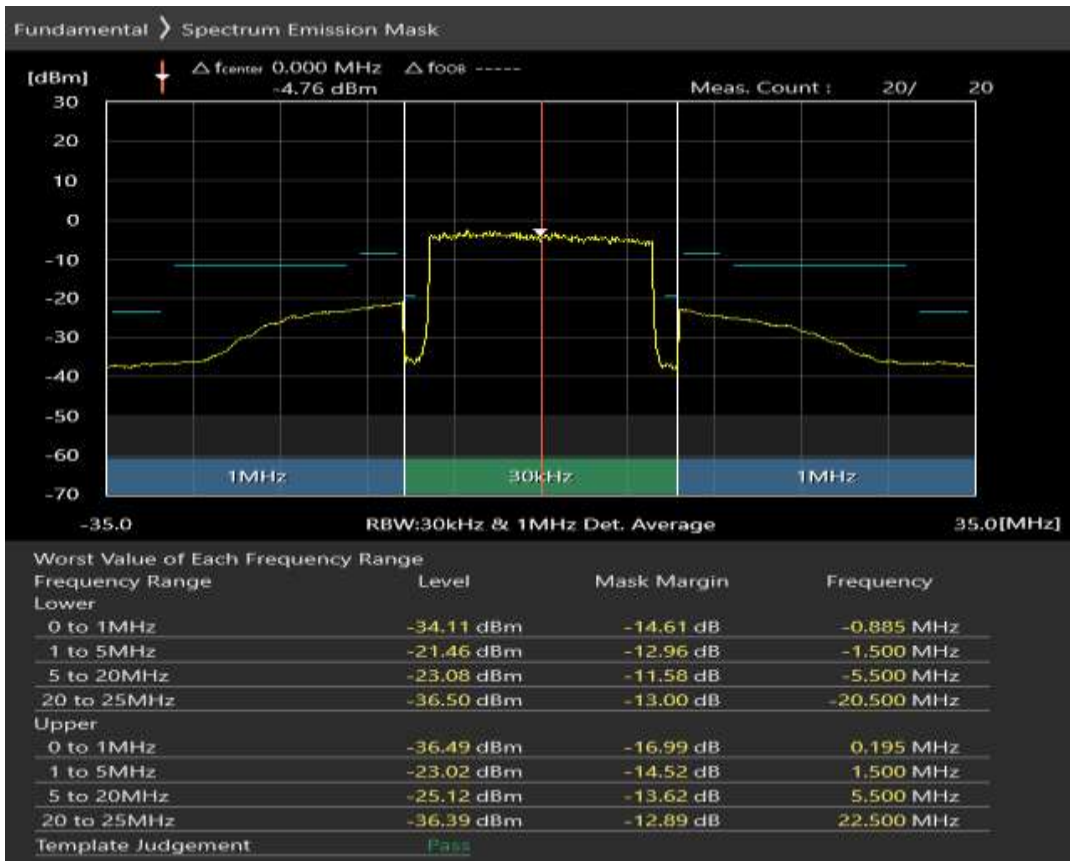 Fundamental 〉 Spectrum Emission Mask
[dBm] △ fcenter 0.000 MHz △ fOOB -----
-4.76 dBm Meas. Count : 20/ 20
30
20
10
0
-10
-20
-30
-40
-50
-60
-70
1MHz 30kHz 1MHz
-35.0 RBW:30kHz & 1MHz Det. Average 35.0[MHz]
Worst Value of Each Frequency Range
Frequency Range Level Mask Margin Frequency
Lower
0 to 1MHz -34.11 dBm -14.61 dB -0.885 MHz
1 to 5MHz -21.46 dBm -12.96 dB -1.500 MHz
5 to 20MHz -23.08 dBm -11.58 dB -5.500 MHz
20 to 25MHz -36.50 dBm -13.00 dB -20.500 MHz
Upper
0 to 1MHz -36.49 dBm -16.99 dB 0.195 MHz
1 to 5MHz -23.02 dBm -14.52 dB 1.500 MHz
5 to 20MHz -25.12 dBm -13.62 dB 5.500 MHz
20 to 25MHz -36.39 dBm -12.89 dB 22.500 MHz
Template Judgement Pass